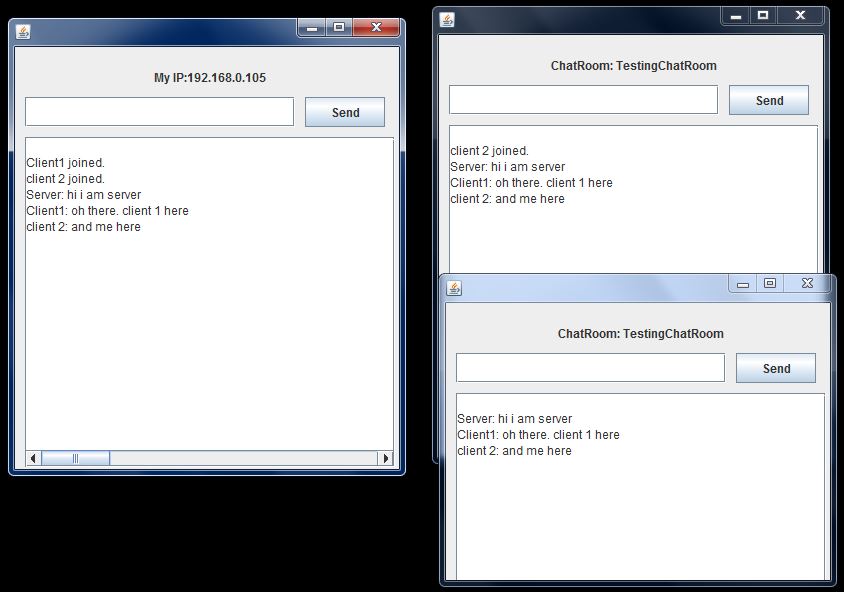 My IP:192.168.0.105
Send
Client1 joined.
client 2 joined.
Server: hi i am server
Client1: oh there. client 1 here
client 2: and me here
ChatRoom: TestingChatRoom
Send
client 2 joined.
Server: hi i am server
Client1: oh there. client 1 here
client 2: and me here
ChatRoom: TestingChatRoom
Send
Server: hi i am server
Client1: oh there. client 1 here
client 2: and me here